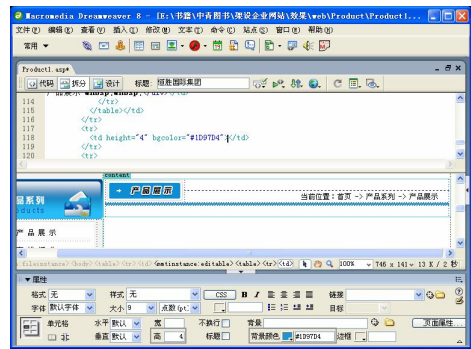 Macromedia Dreamweaver 8 - [E:\书籍\中青图书\架设企业网站\效果\web\Product\Product1...
文件(F) 编辑(E) 查看(V) 插入(I) 修改(M) 文本(T) 命令(C) 站点(S) 窗口(W) 帮助(H)
常用
Product1.asp*
代码 拆分 设计 标题: 恒胜国际集团
114 </tr>
115 </table></td>
116 </tr>
117 <tr>
118 <td height="4" bgcolor="#1D97D4"></td>
119 </tr>
120 <tr>
content
产品展示
当前位置：首页 -> 产品系列 -> 产品展示
品系列
oducts
产品展示
<body> <table> <tr> <td> <mmtinstance:editable> <table> <tr> <td> 100% 746 x 141 13 K / 2 秒
属性
格式 无 样式 无 CSS B I 链接
字体 默认字体 大小 9 点数(pt) 目标
单元格 水平 默认 宽 不换行 背景 页面属性...
垂直 默认 高 4 标题 背景颜色 #1D97D4 边框